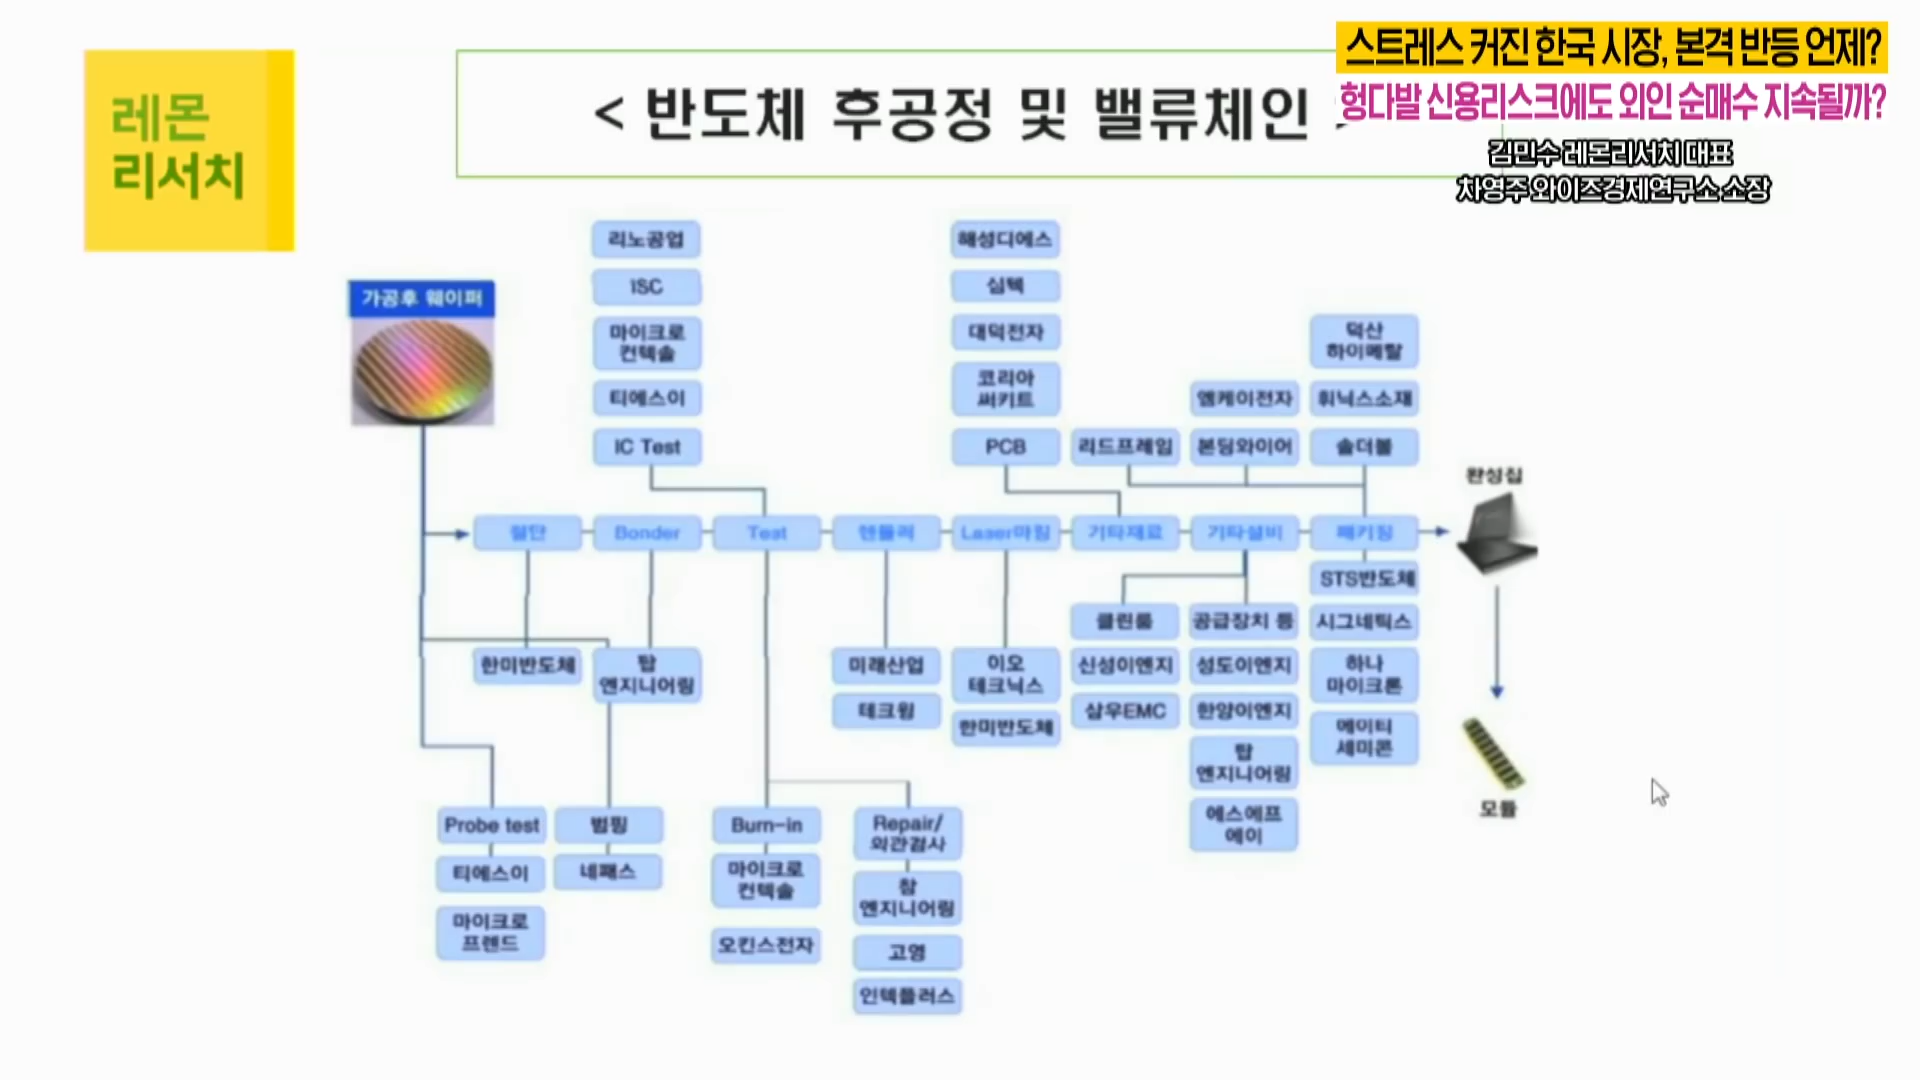 레몬
리서치
< 반도체 후공정 및 밸류체인 >
스트레스 커진 한국 시장, 본격 반등 언제?
헝다발 신용리스크에도 외인 순매수 지속될까?
김민수 레몬리서치 대표
차영주 와이즈경제연구소 소장
가공후 웨이퍼
리노공업
ISC
마이크로
컨텍솔
티에스이
IC Test
해성디에스
심텍
대덕전자
코리아
써키트
PCB
리드프레임
엠케이전자
본딩와이어
덕산
하이메탈
휘닉스소재
솔더볼
완성칩
절단
Bonder
Test
핸들러
Laser마킹
기타재료
기타설비
패키징
한미반도체
탑
엔지니어링
미래산업
테크윙
이오
테크닉스
한미반도체
클린룸
신성이엔지
삼우EMC
공급장치 등
성도이엔지
한양이엔지
탑
엔지니어링
에스에프
에이
STS반도체
시그네틱스
하나
마이크론
에이티
세미콘
모듈
Probe test
티에스이
마이크로
프렌드
범핑
네패스
Burn-in
마이크로
컨텍솔
오킨스전자
Repair/
외관검사
참
엔지니어링
고영
인텍플러스